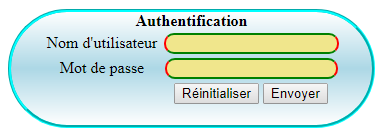 Authentification
Nom d'utilisateur
Mot de passe
Réinitialiser Envoyer